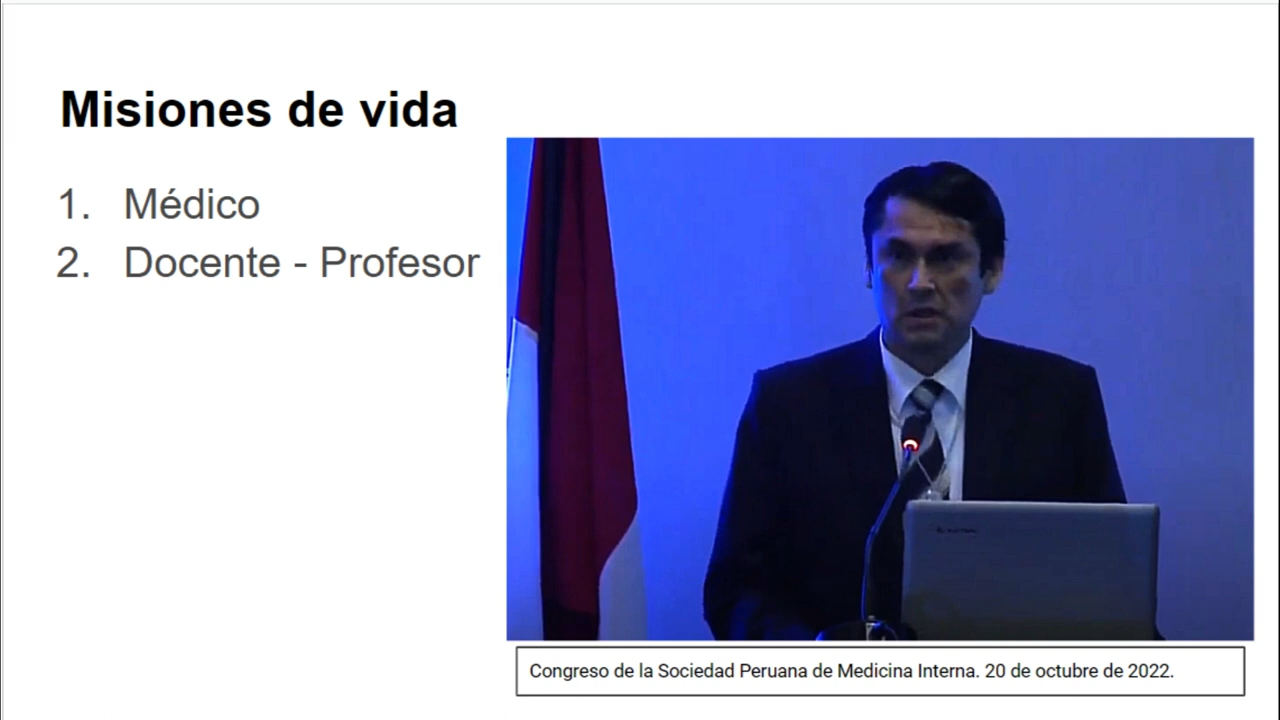 Misiones de vida
1. Médico
2. Docente - Profesor
Congreso de la Sociedad Peruana de Medicina Interna. 20 de octubre de 2022.